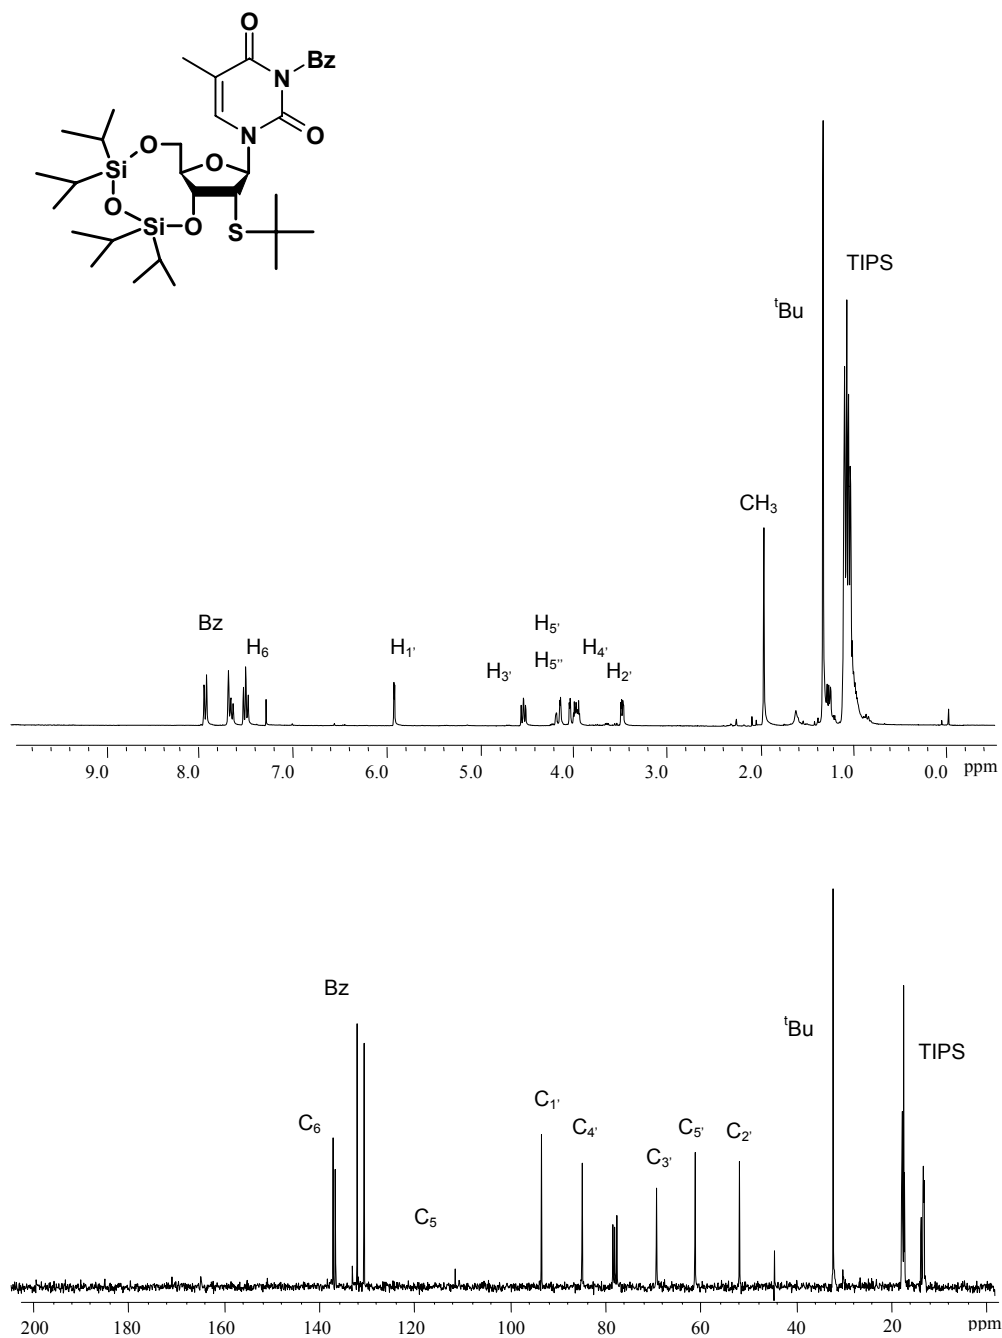 O
Bz
N
N
O
O
O
Si
O
Si
O
S
TIPS
ᵗBu
CH₃
Bz
H₆
H₁'
H₃'
H₅'
H₅''
H₄'
H₂'
9.0 8.0 7.0 6.0 5.0 4.0 3.0 2.0 1.0 0.0 ppm
Bz
ᵗBu
TIPS
C₆
C₅
C₁'
C₄'
C₃'
C₅'
C₂'
200 180 160 140 120 100 80 60 40 20 ppm